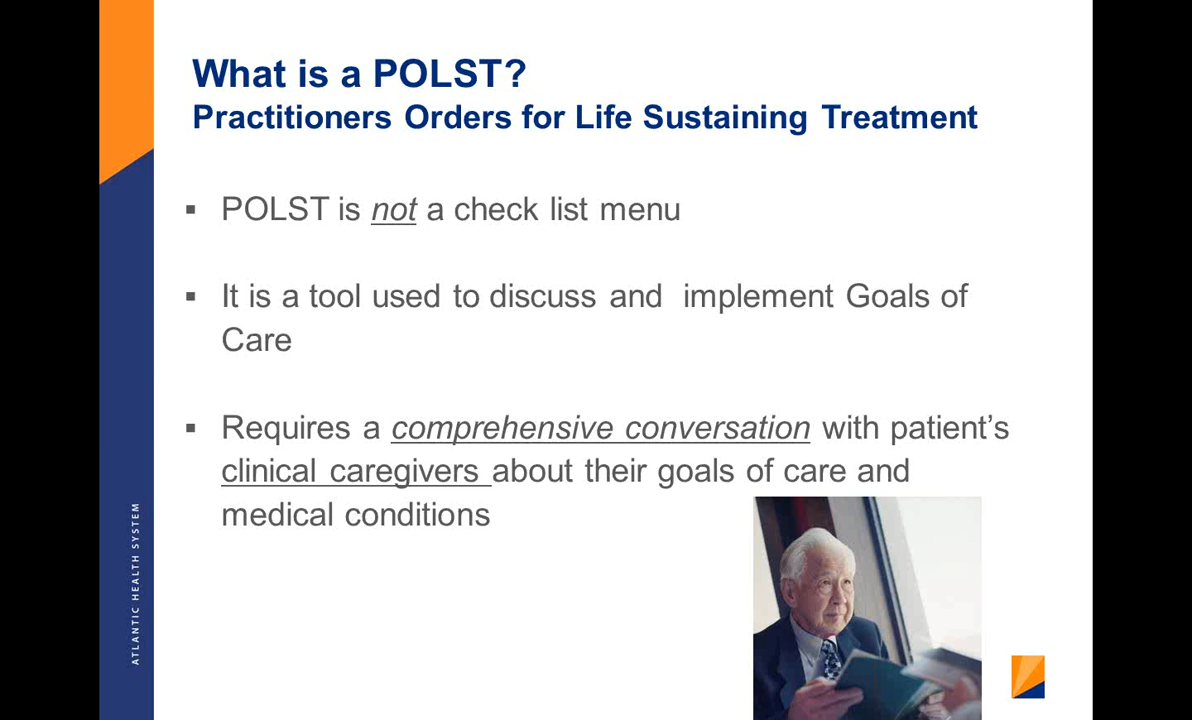 What is a POLST?
Practitioners Orders for Life Sustaining Treatment
▪ POLST is not a check list menu
▪ It is a tool used to discuss and implement Goals of
Care
▪ Requires a comprehensive conversation with patient's
clinical caregivers about their goals of care and
medical conditions
ATLANTIC HEALTH SYSTEM